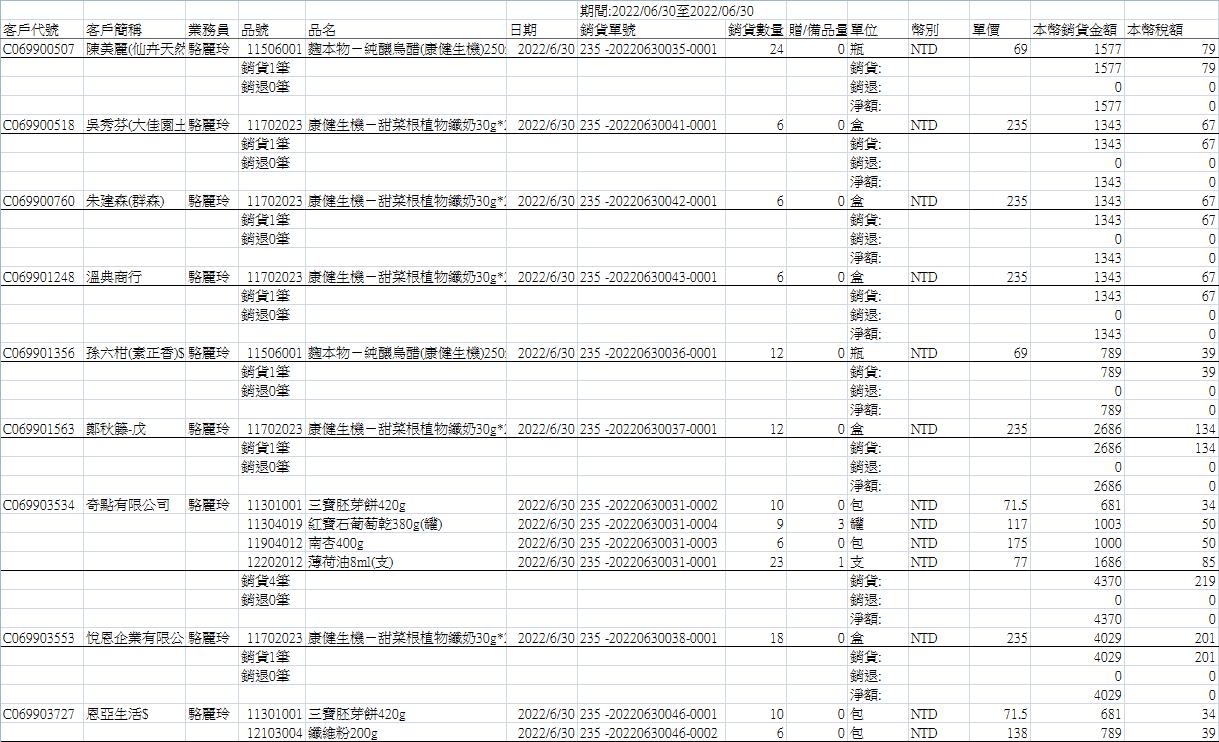 期間:2022/06/30至2022/06/30
客戶代號 客戶簡稱 業務員 品號 品名 日期 銷貨單號 銷貨數量 贈/備品量 單位 幣別 單價 本幣銷貨金額 本幣稅額
C069900507 陳美麗(仙卉天然 駱麗玲 11506001 麴本物－純釀烏醋(康健生機)250 2022/6/30 235 -20220630035-0001 24 0 瓶 NTD 69 1577 79
銷貨1筆 銷貨: 1577 79
銷退0筆 銷退: 0 0
淨額: 1577 0
C069900518 吳秀芬(大佳園土 駱麗玲 11702023 康健生機－甜菜根植物纖奶30g* 2022/6/30 235 -20220630041-0001 6 0 盒 NTD 235 1343 67
銷貨1筆 銷貨: 1343 67
銷退0筆 銷退: 0 0
淨額: 1343 0
C069900760 朱建森(群森) 駱麗玲 11702023 康健生機－甜菜根植物纖奶30g* 2022/6/30 235 -20220630042-0001 6 0 盒 NTD 235 1343 67
銷貨1筆 銷貨: 1343 67
銷退0筆 銷退: 0 0
淨額: 1343 0
C069901248 溫典商行 駱麗玲 11702023 康健生機－甜菜根植物纖奶30g* 2022/6/30 235 -20220630043-0001 6 0 盒 NTD 235 1343 67
銷貨1筆 銷貨: 1343 67
銷退0筆 銷退: 0 0
淨額: 1343 0
C069901356 孫六柑(素正香)$ 駱麗玲 11506001 麴本物－純釀烏醋(康健生機)250 2022/6/30 235 -20220630036-0001 12 0 瓶 NTD 69 789 39
銷貨1筆 銷貨: 789 39
銷退0筆 銷退: 0 0
淨額: 789 0
C069901563 鄭秋籐-戊 駱麗玲 11702023 康健生機－甜菜根植物纖奶30g* 2022/6/30 235 -20220630037-0001 12 0 盒 NTD 235 2686 134
銷貨1筆 銷貨: 2686 134
銷退0筆 銷退: 0 0
淨額: 2686 0
C069903534 奇點有限公司 駱麗玲 11301001 三寶胚芽餅420g 2022/6/30 235 -20220630031-0002 10 0 包 NTD 71.5 681 34
11304019 紅寶石葡萄乾380g(罐) 2022/6/30 235 -20220630031-0004 9 3 罐 NTD 117 1003 50
11904012 南杏400g 2022/6/30 235 -20220630031-0003 6 0 包 NTD 175 1000 50
12202012 薄荷油8ml(支) 2022/6/30 235 -20220630031-0001 23 1 支 NTD 77 1686 85
銷貨4筆 銷貨: 4370 219
銷退0筆 銷退: 0 0
淨額: 4370 0
C069903553 悅恩企業有限公 駱麗玲 11702023 康健生機－甜菜根植物纖奶30g* 2022/6/30 235 -20220630038-0001 18 0 盒 NTD 235 4029 201
銷貨1筆 銷貨: 4029 201
銷退0筆 銷退: 0 0
淨額: 4029 0
C069903727 恩亞生活$ 駱麗玲 11301001 三寶胚芽餅420g 2022/6/30 235 -20220630046-0001 10 0 包 NTD 71.5 681 34
12103004 纖維粉200g 2022/6/30 235 -20220630046-0002 6 0 包 NTD 138 789 39